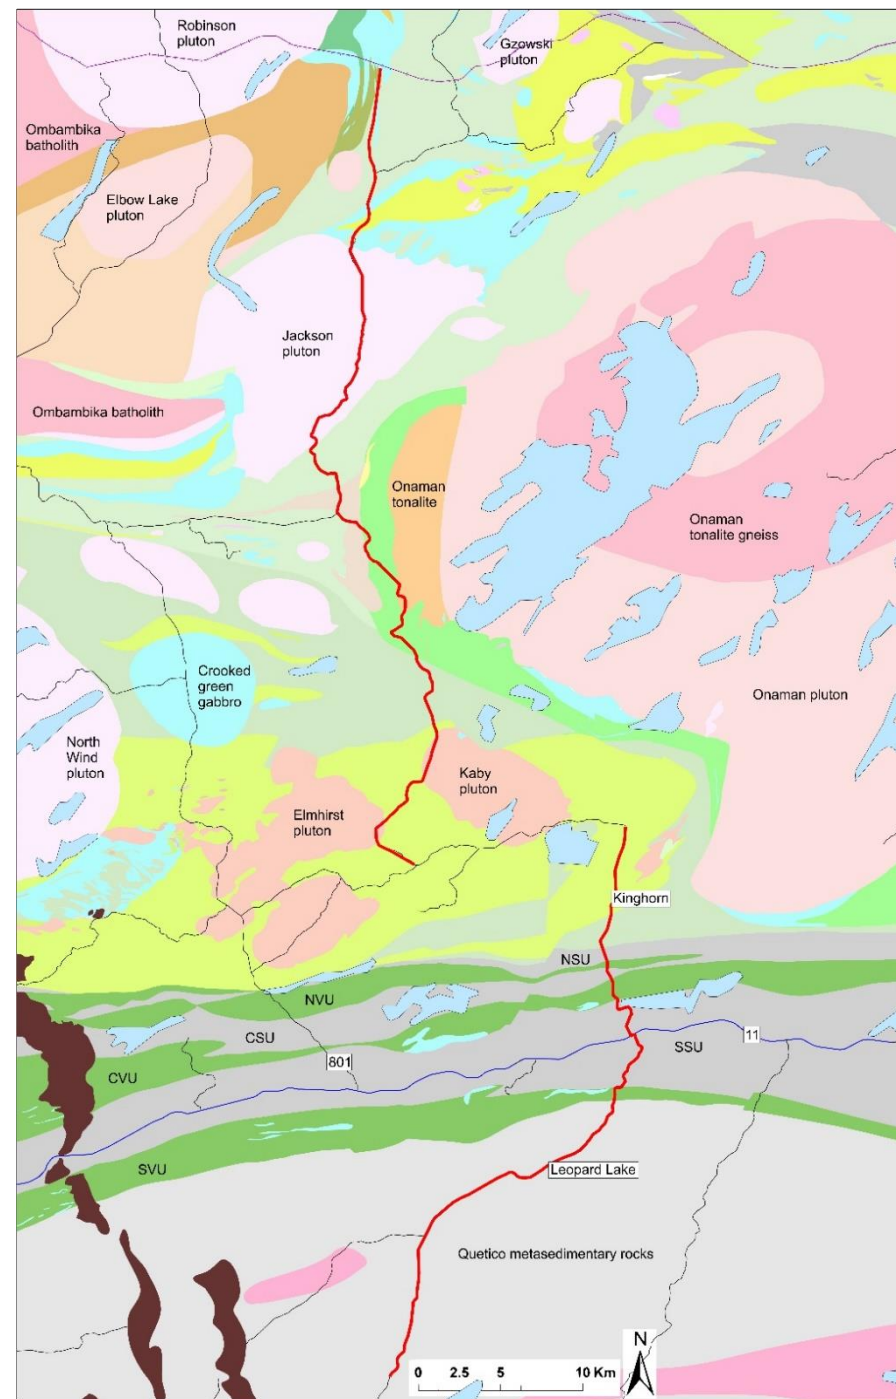 Robinson
pluton
Gzowski
pluton
Ombambika
batholith
Elbow Lake
pluton
Jackson
pluton
Ombambika batholith
Onaman
tonalite
Onaman
tonalite gneiss
Crooked
green
gabbro
Onaman pluton
North
Wind
pluton
Kaby
pluton
Elmhirst
pluton
Kinghorn
NSU
NVU
CSU
11
SSU
801
CVU
SVU
Leopard Lake
Quetico metasedimentary rocks
N
0 2.5 5 10 Km